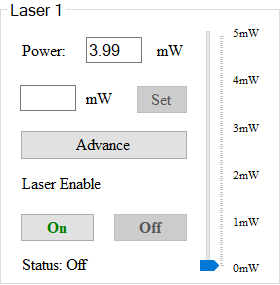 Laser 1
Power: 3.99 mW
mW Set
Advance
Laser Enable
On Off
Status: Off
5mW
4mW
3mW
2mW
1mW
0mW